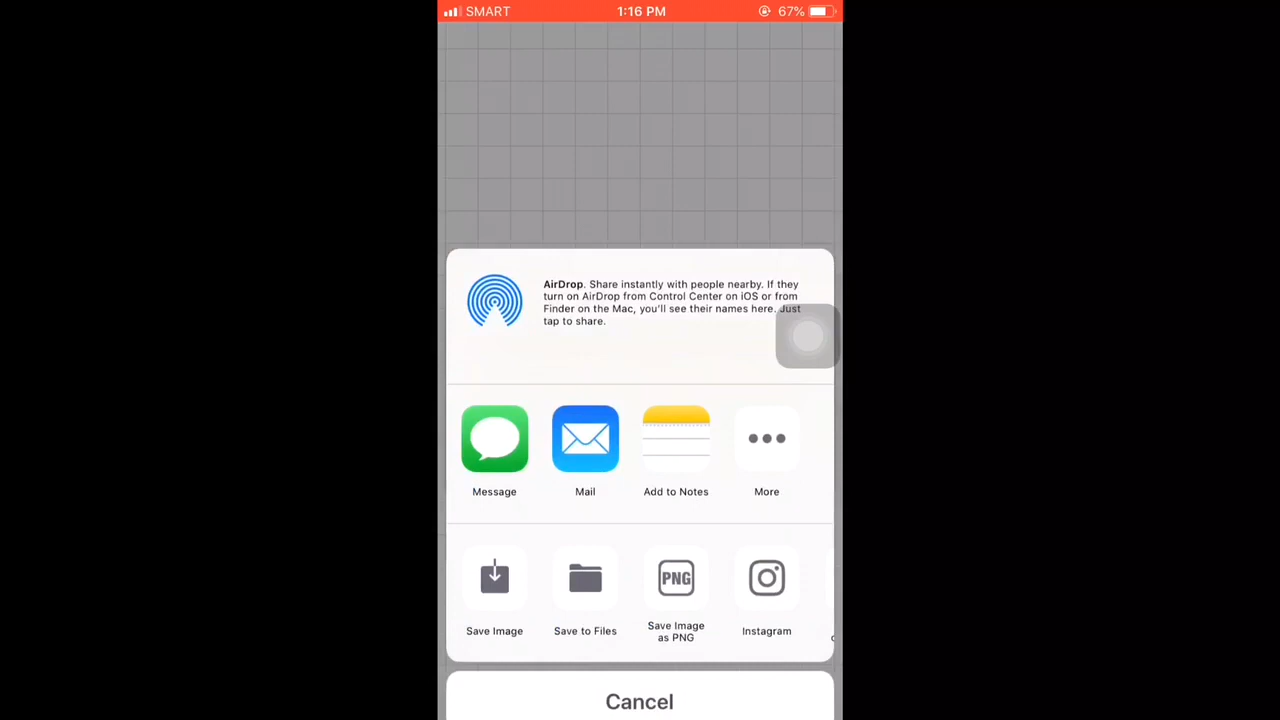 SMART 1:16 PM 67%
AirDrop. Share instantly with people nearby. If they
turn on AirDrop from Control Center on iOS or from
Finder on the Mac, you'll see their names here. Just
tap to share.
Message Mail Add to Notes More
PNG
Save Image Save to Files Save Image
as PNG Instagram
Cancel